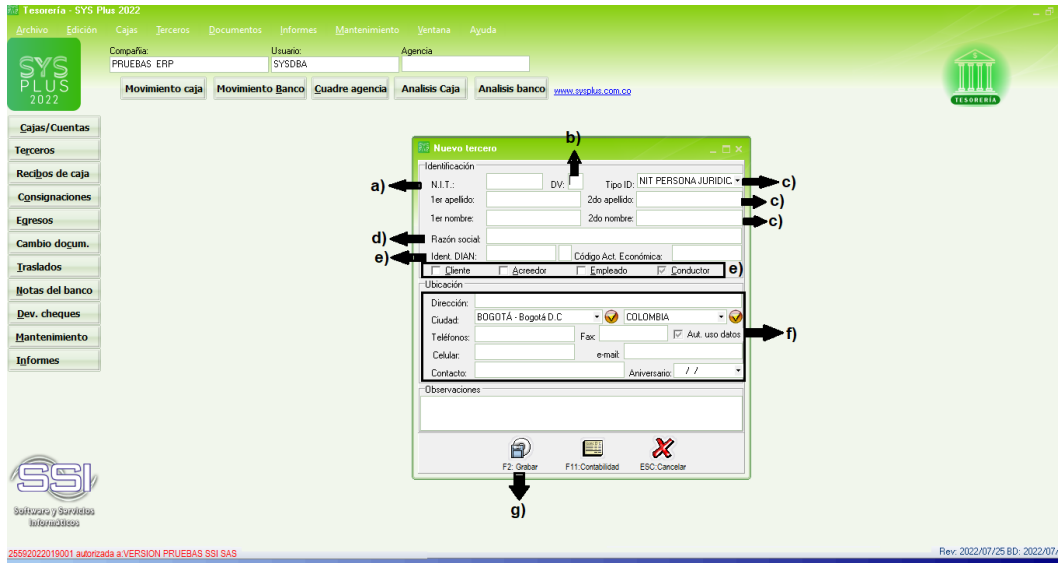 Tesorería - SYS Plus 2022
Archivo Edición Cajas Terceros Documentos Informes Mantenimiento Ventana Ayuda
SYS
PLUS
2022
Compañia: Usuario: Agencia
PRUEBAS ERP SYSDBA
Movimiento caja Movimiento Banco Cuadre agencia Analisis Caja Analisis banco www.sysplus.com.co
TESORERÍA
Cajas/Cuentas
Terceros
Recibos de caja
Consignaciones
Egresos
Cambio docum.
Traslados
Notas del banco
Dev. cheques
Mantenimiento
Informes
b)
Nuevo tercero
Identificación
a) N.I.T.: DV: Tipo ID: NIT PERSONA JURIDIC. c)
1er apellido: 2do apellido: c)
1er nombre: 2do nombre: c)
d) Razón social:
e) Ident. DIAN: Código Act. Económica:
Cliente Acreedor Empleado Conductor e)
Ubicación
Dirección:
Ciudad: BOGOTÁ - Bogotá D.C COLOMBIA
Teléfonos: Fax: Aut. uso datos f)
Celular: e-mail:
Contacto: Aniversario: / /
Observaciones
F2: Grabar F11:Contabilidad ESC:Cancelar
g)
SSI
Software y Servicios
Informáticos
25592022019001 autorizada a:VERSION PRUEBAS SSI SAS
Rev: 2022/07/25 BD: 2022/07/